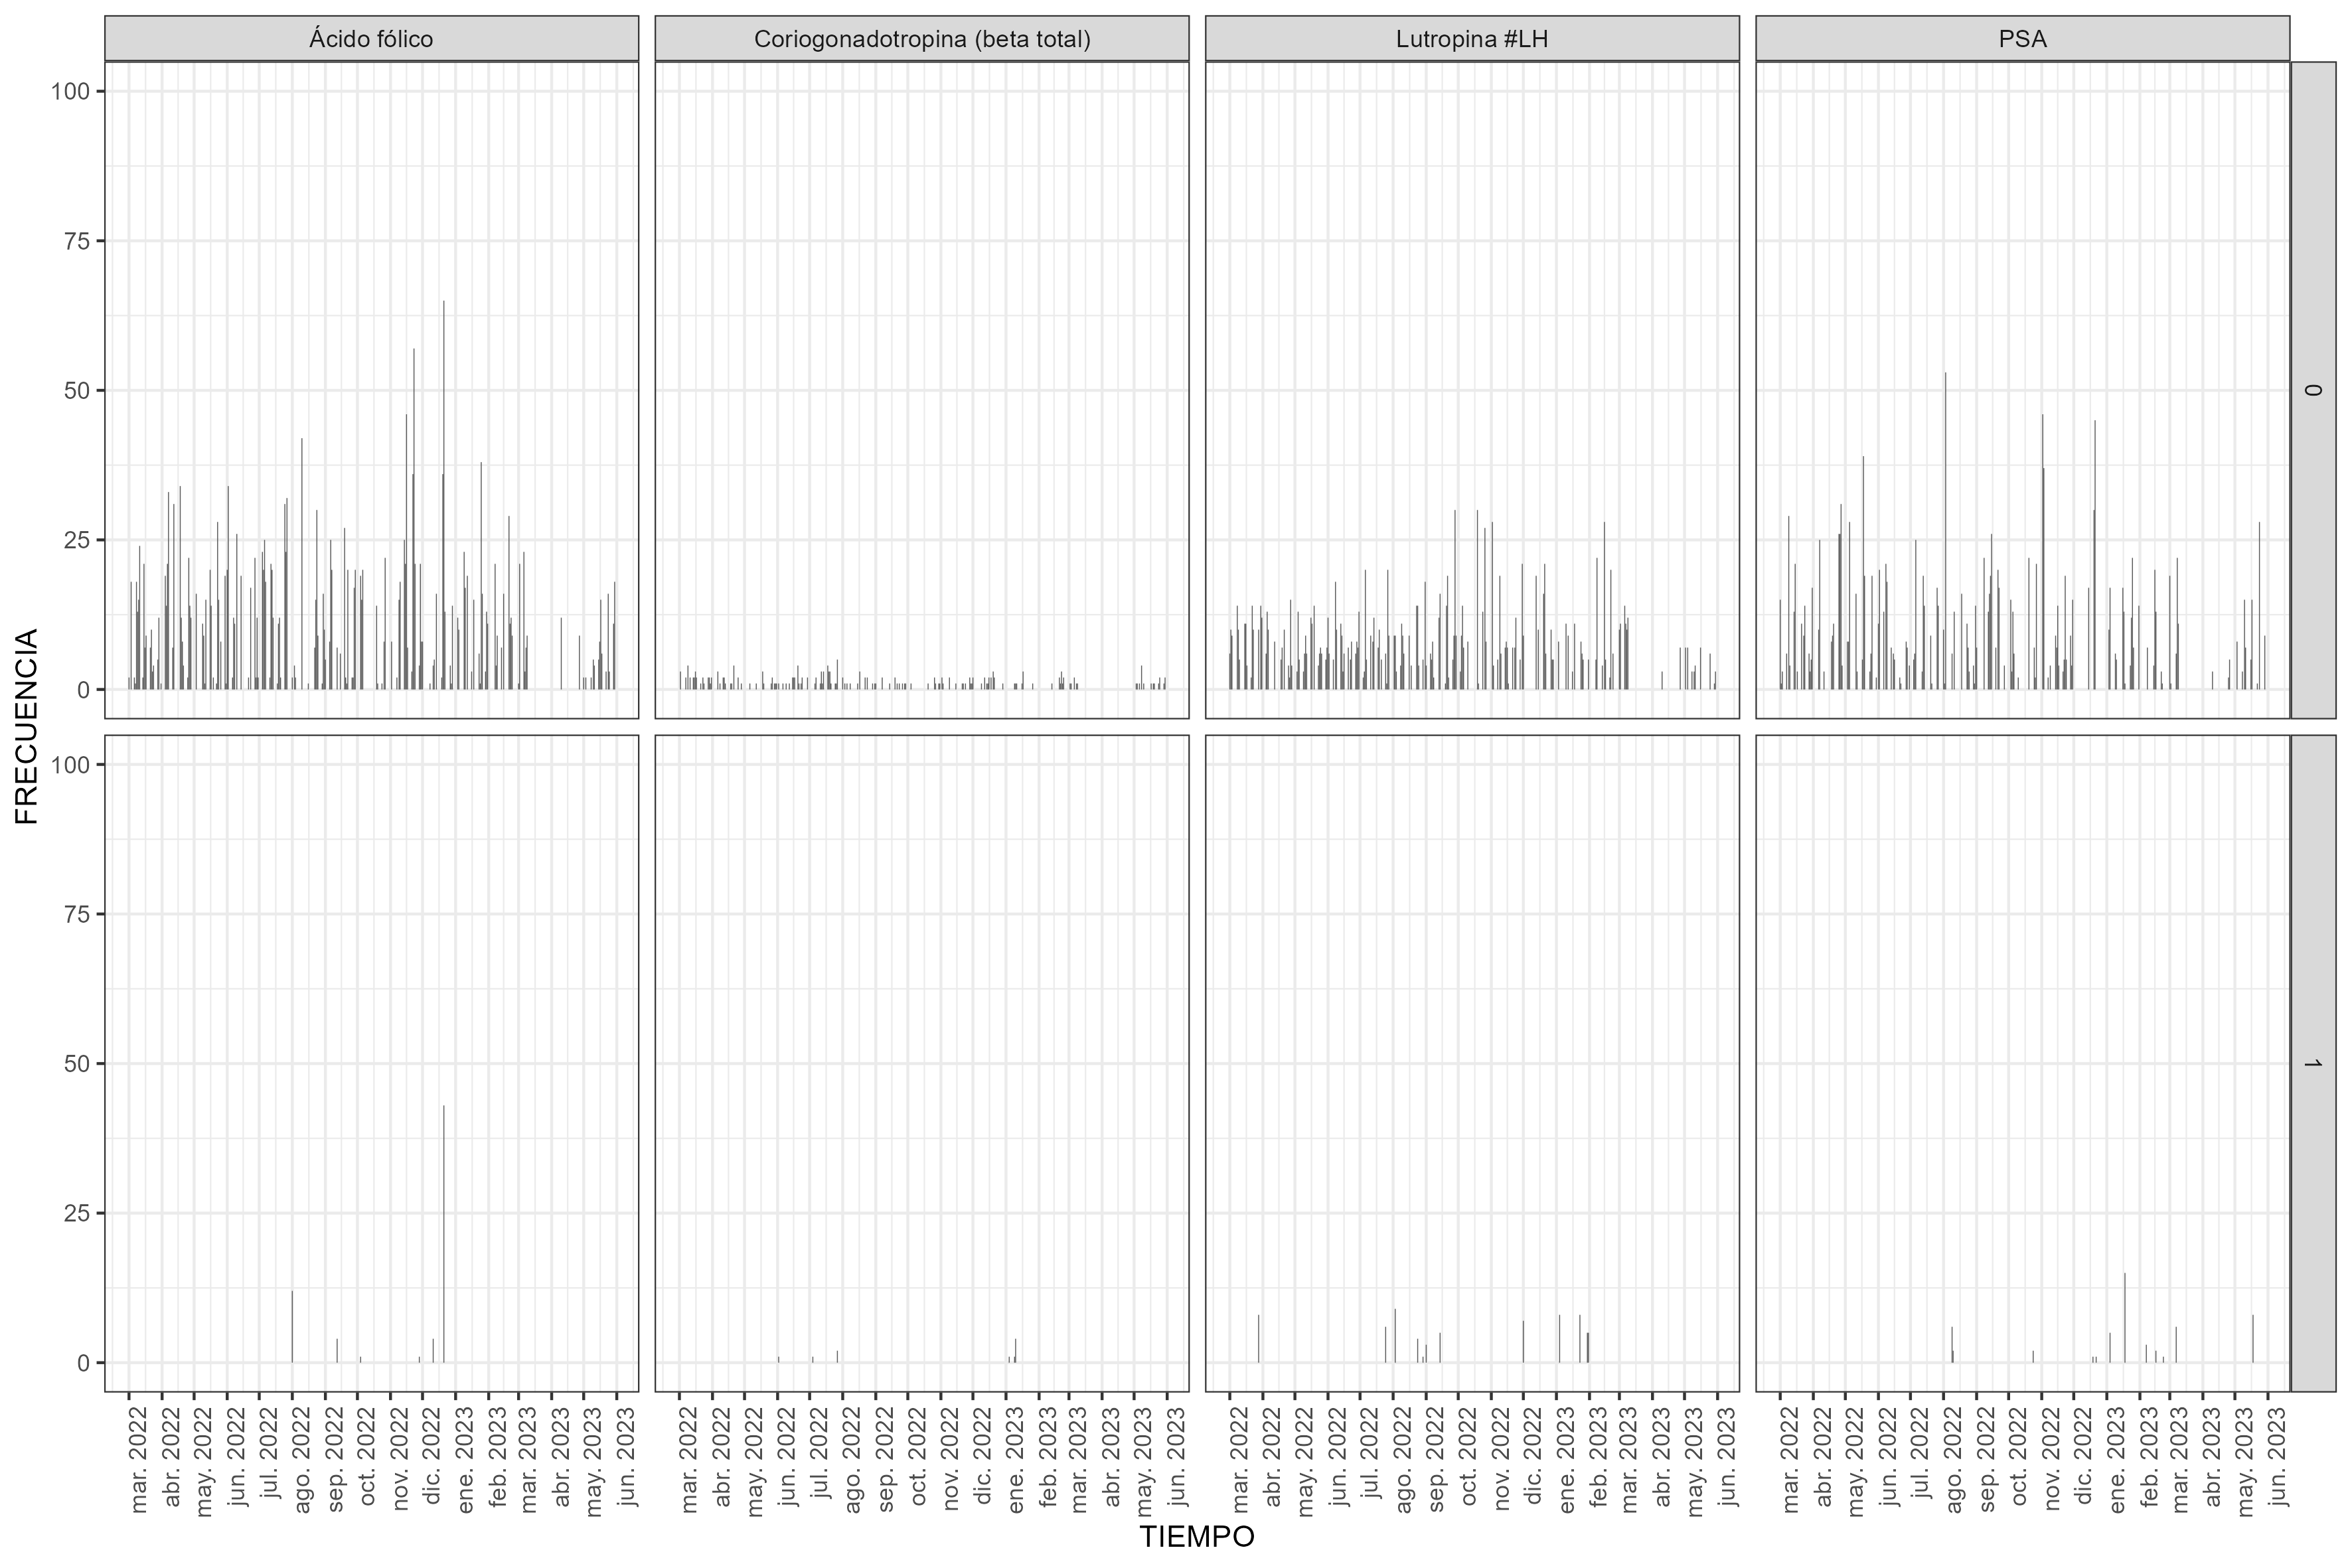 Ácido fólico
Coriogonadotropina (beta total)
Lutropina #LH
PSA
100
75
50
25
0
0
100
75
50
25
0
1
FRECUENCIA
mar. 2022
abr. 2022
may. 2022
jun. 2022
jul. 2022
ago. 2022
sep. 2022
oct. 2022
nov. 2022
dic. 2022
ene. 2023
feb. 2023
mar. 2023
abr. 2023
may. 2023
jun. 2023
mar. 2022
abr. 2022
may. 2022
jun. 2022
jul. 2022
ago. 2022
sep. 2022
oct. 2022
nov. 2022
dic. 2022
ene. 2023
feb. 2023
mar. 2023
abr. 2023
may. 2023
jun. 2023
mar. 2022
abr. 2022
may. 2022
jun. 2022
jul. 2022
ago. 2022
sep. 2022
oct. 2022
nov. 2022
dic. 2022
ene. 2023
feb. 2023
mar. 2023
abr. 2023
may. 2023
jun. 2023
mar. 2022
abr. 2022
may. 2022
jun. 2022
jul. 2022
ago. 2022
sep. 2022
oct. 2022
nov. 2022
dic. 2022
ene. 2023
feb. 2023
mar. 2023
abr. 2023
may. 2023
jun. 2023
TIEMPO